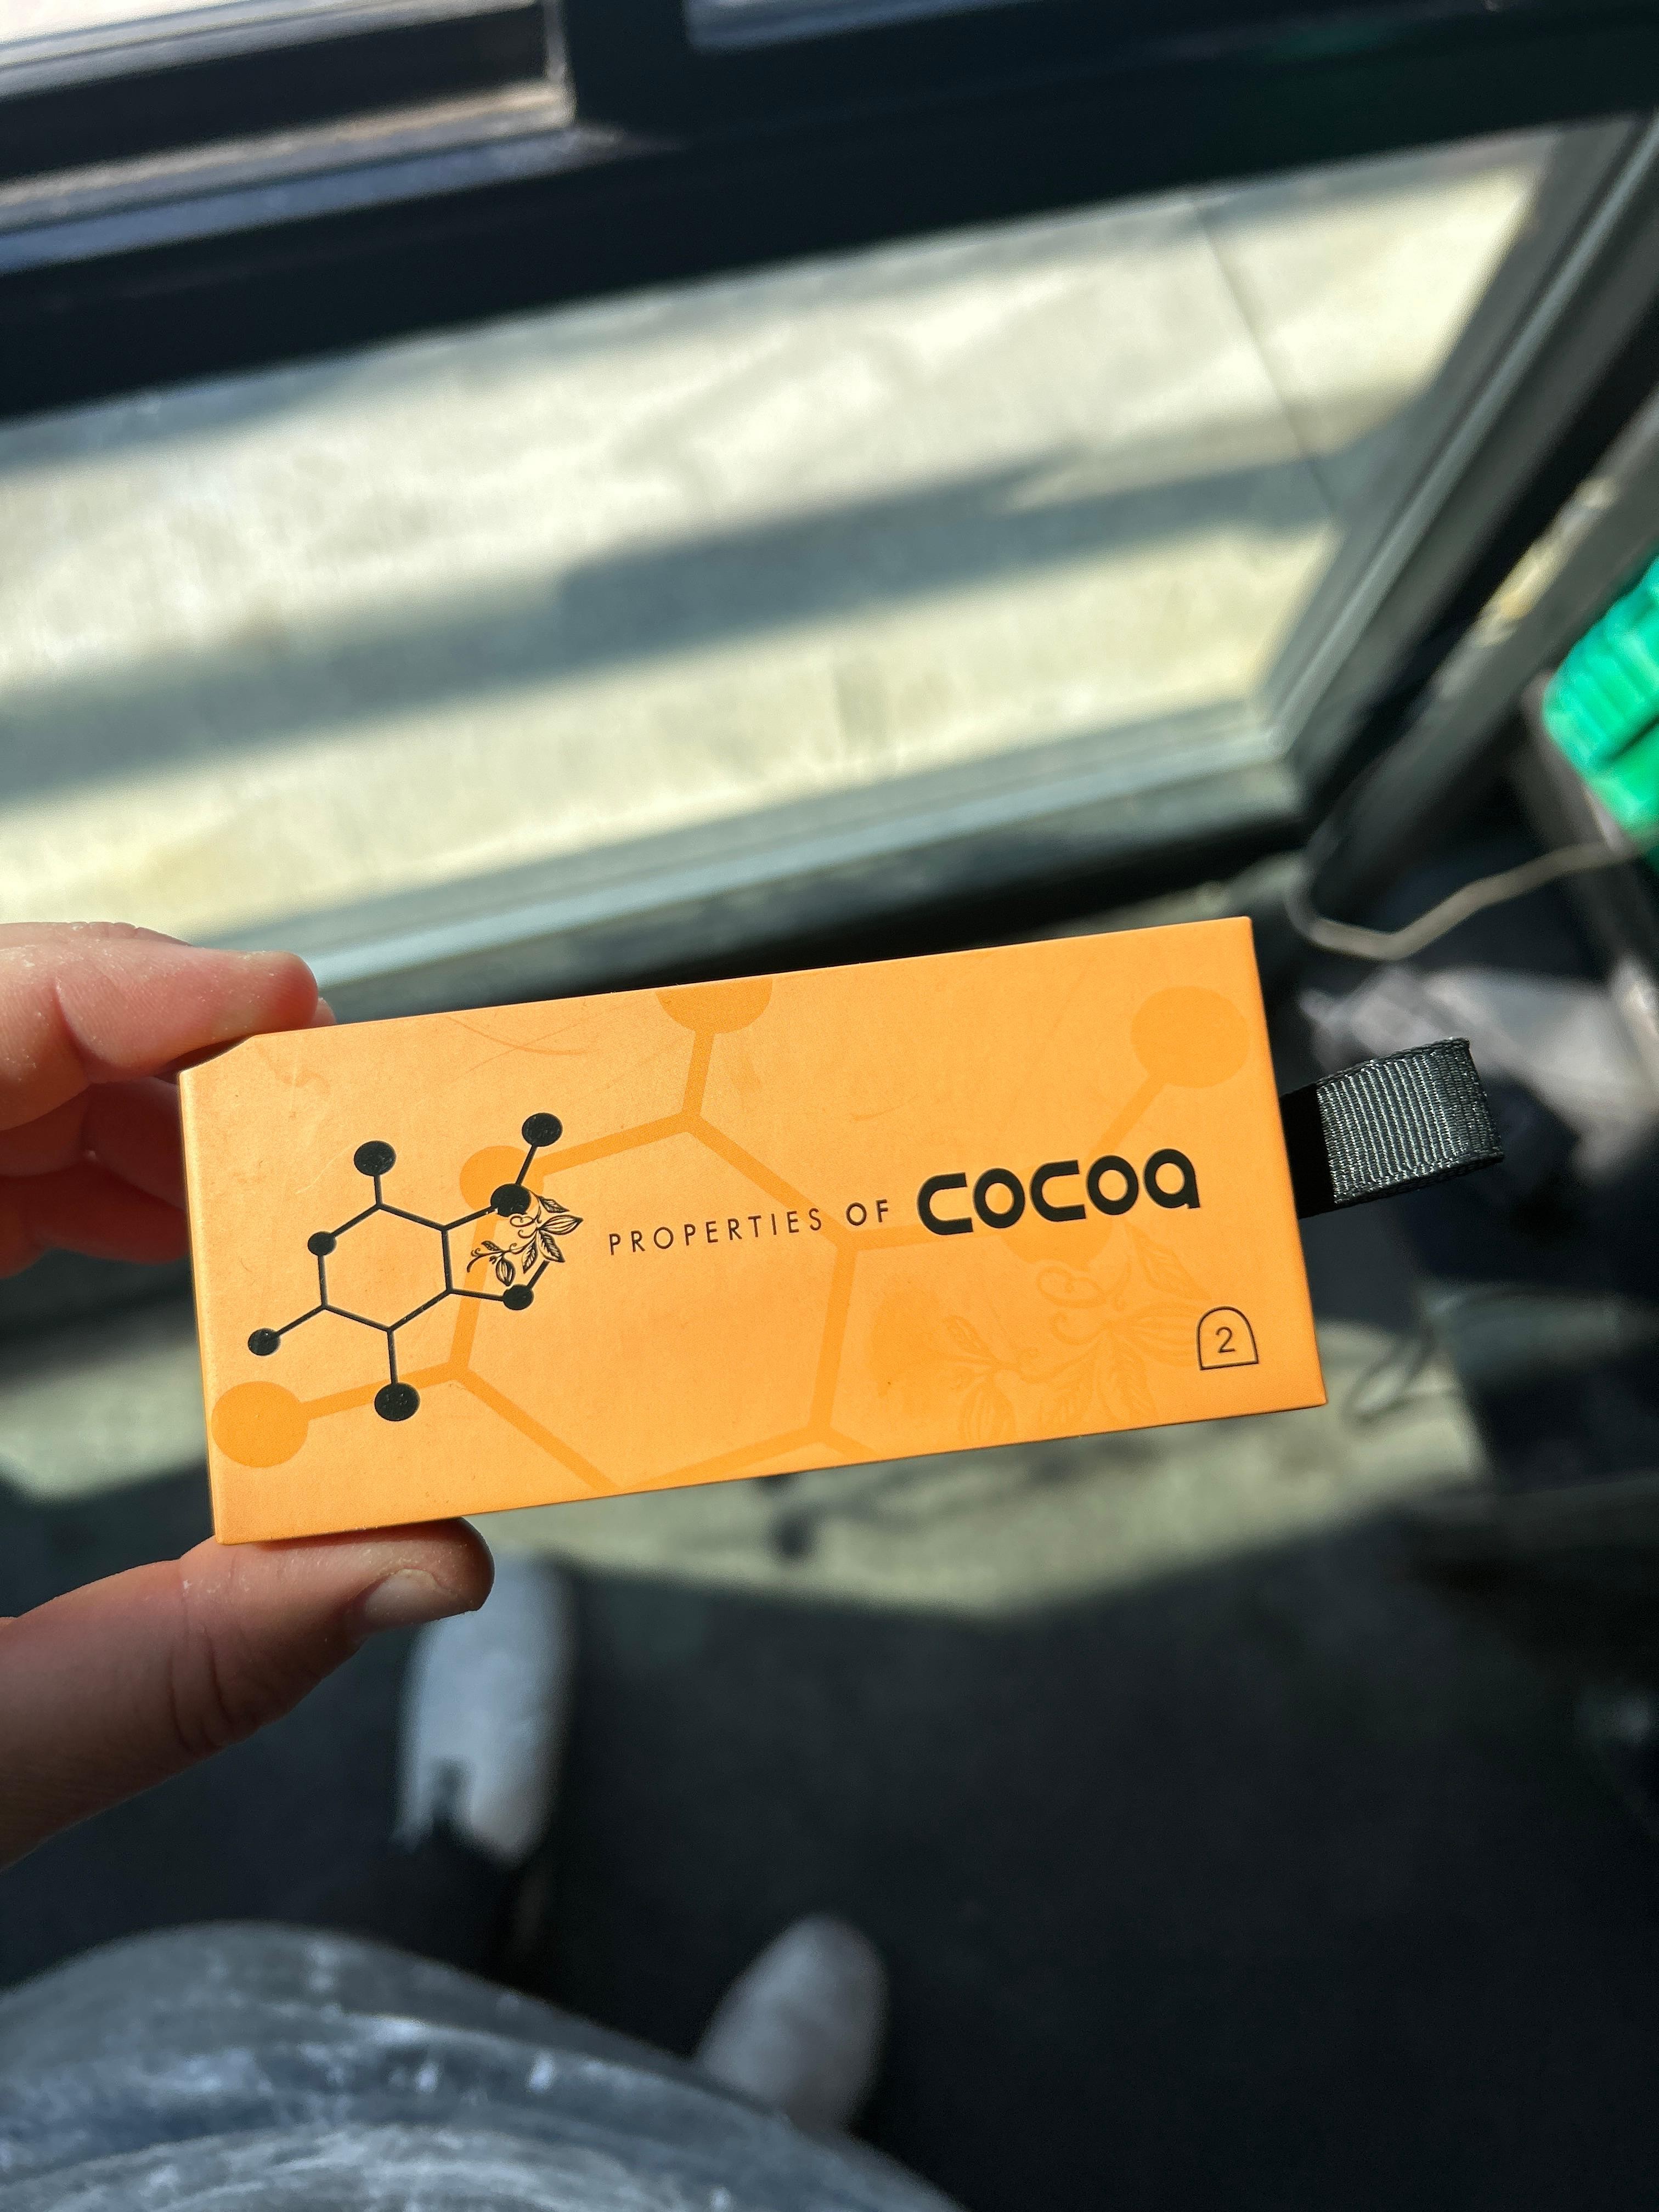 PROPERTIES OF cocoa
2